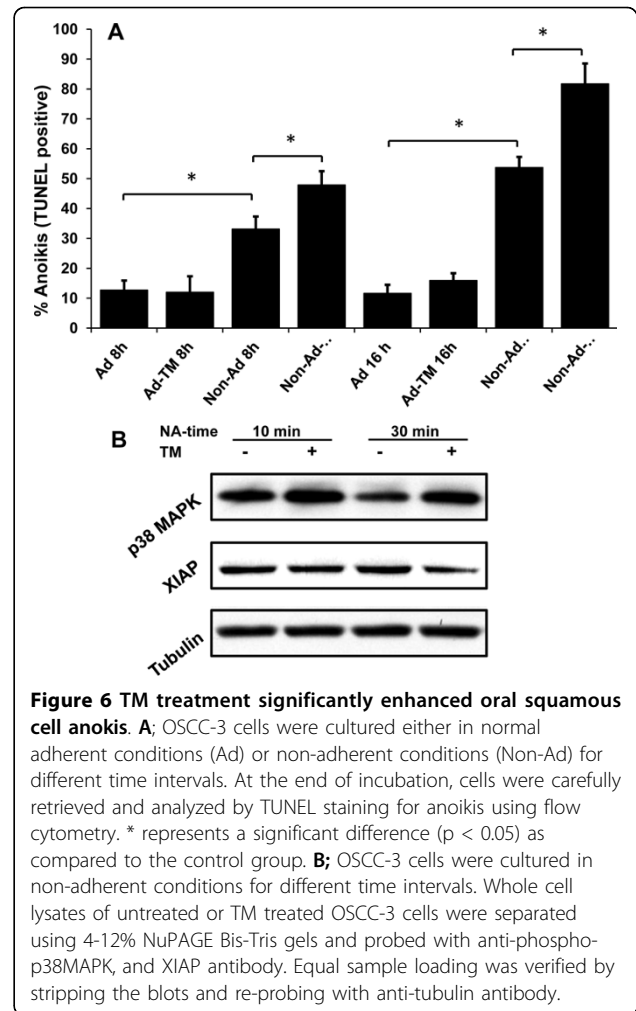 A
100
90
80
70
60
50
40
30
20
10
0
% Anoikis (TUNEL positive)
* * * *
Ad 8h
Ad-TM 8h
Non-Ad 8h
Non-Ad-..
Ad 16 h
Ad-TM 16h
Non-Ad..
Non-Ad-..
B
NA-time 10 min 30 min
TM - + - +
p38 MAPK
XIAP
Tubulin
Figure 6 TM treatment significantly enhanced oral squamous
cell anokis. A; OSCC-3 cells were cultured either in normal
adherent conditions (Ad) or non-adherent conditions (Non-Ad) for
different time intervals. At the end of incubation, cells were carefully
retrieved and analyzed by TUNEL staining for anoikis using flow
cytometry. * represents a significant difference (p < 0.05) as
compared to the control group. B; OSCC-3 cells were cultured in
non-adherent conditions for different time intervals. Whole cell
lysates of untreated or TM treated OSCC-3 cells were separated
using 4-12% NuPAGE Bis-Tris gels and probed with anti-phospho-
p38MAPK, and XIAP antibody. Equal sample loading was verified by
stripping the blots and re-probing with anti-tubulin antibody.